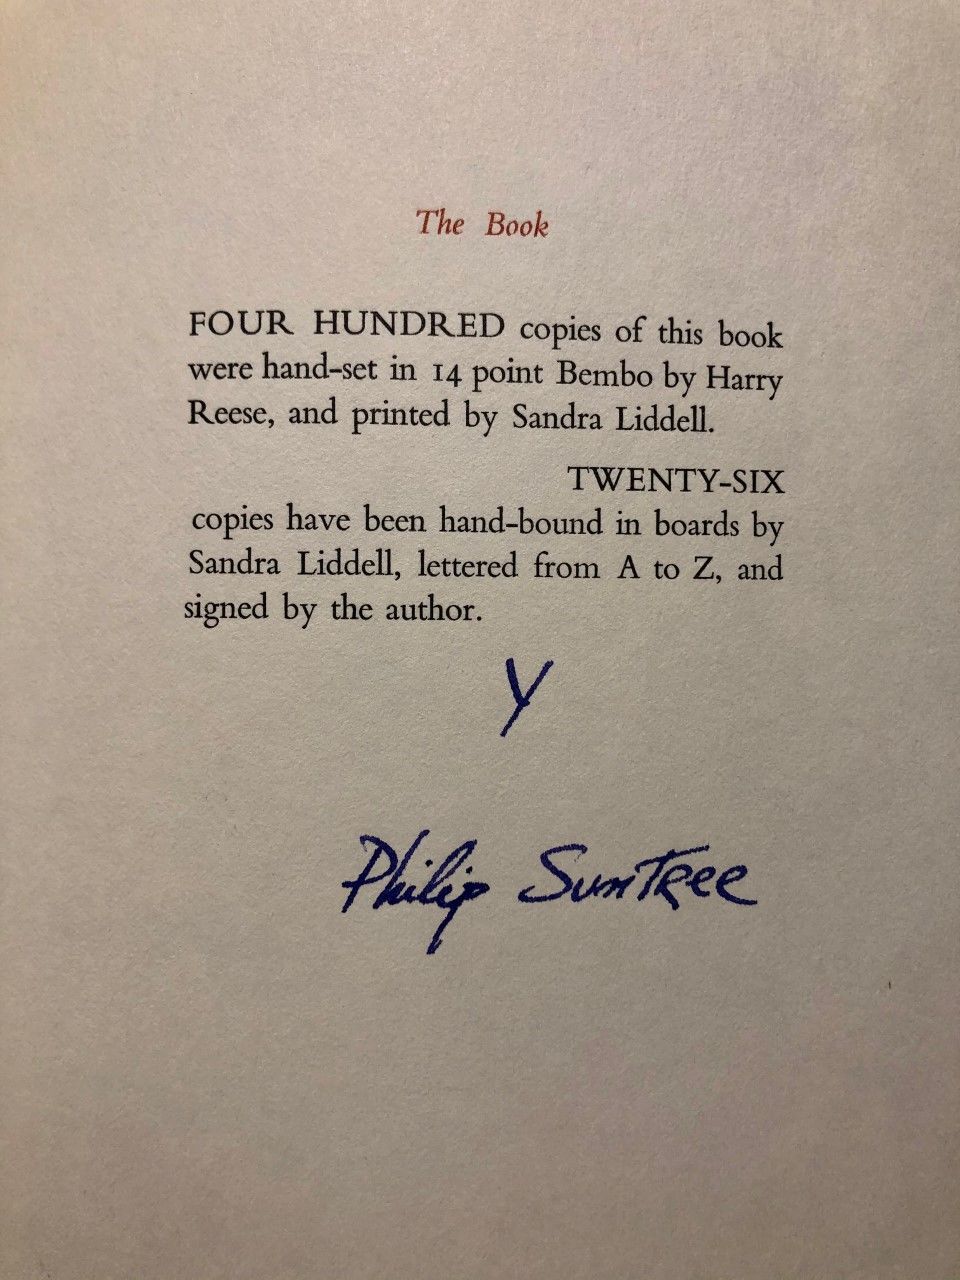 The Book
FOUR HUNDRED copies of this book
were hand-set in 14 point Bembo by Harry
Reese, and printed by Sandra Liddell.
TWENTY-SIX
copies have been hand-bound in boards by
Sandra Liddell, lettered from A to Z, and
signed by the author.
Y
Philip SunTree